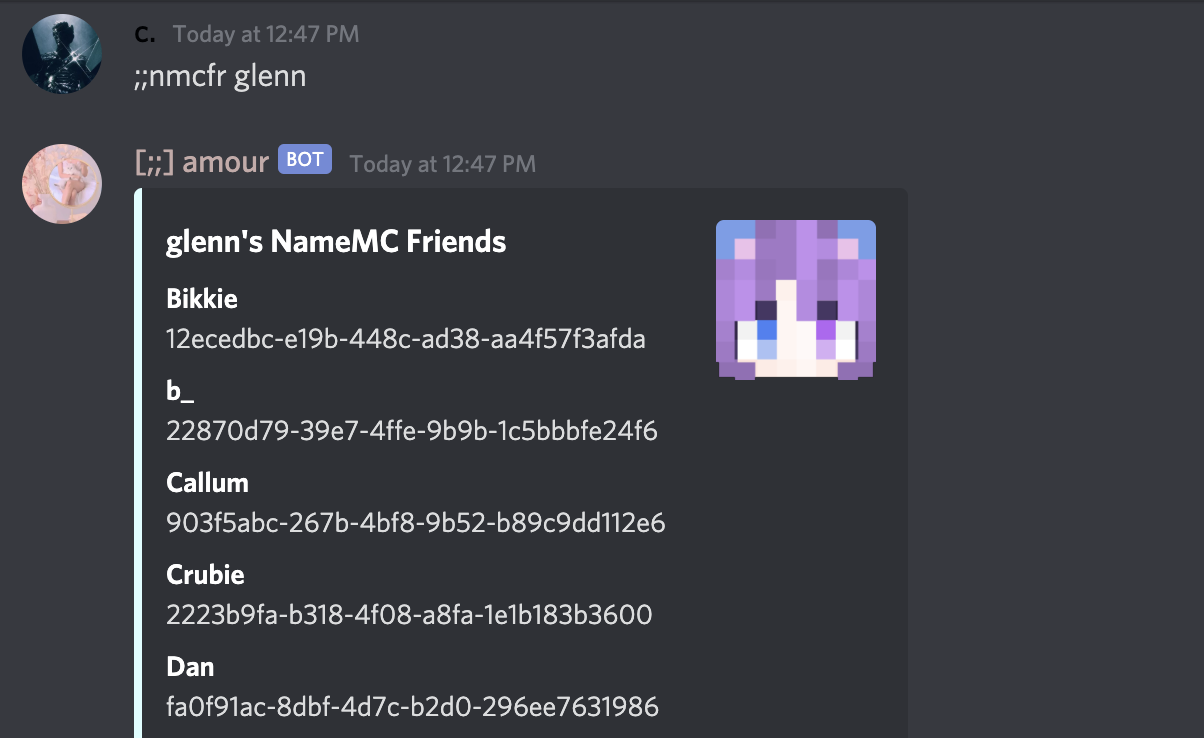 C. Today at 12:47 PM
;;nmcfr glenn
[;;] amour BOT Today at 12:47 PM
glenn's NameMC Friends
Bikkie
12ecedbc-e19b-448c-ad38-aa4f57f3afda
b_
22870d79-39e7-4ffe-9b9b-1c5bbbfe24f6
Callum
903f5abc-267b-4bf8-9b52-b89c9dd112e6
Crubie
2223b9fa-b318-4f08-a8fa-1e1b183b3600
Dan
fa0f91ac-8dbf-4d7c-b2d0-296ee7631986